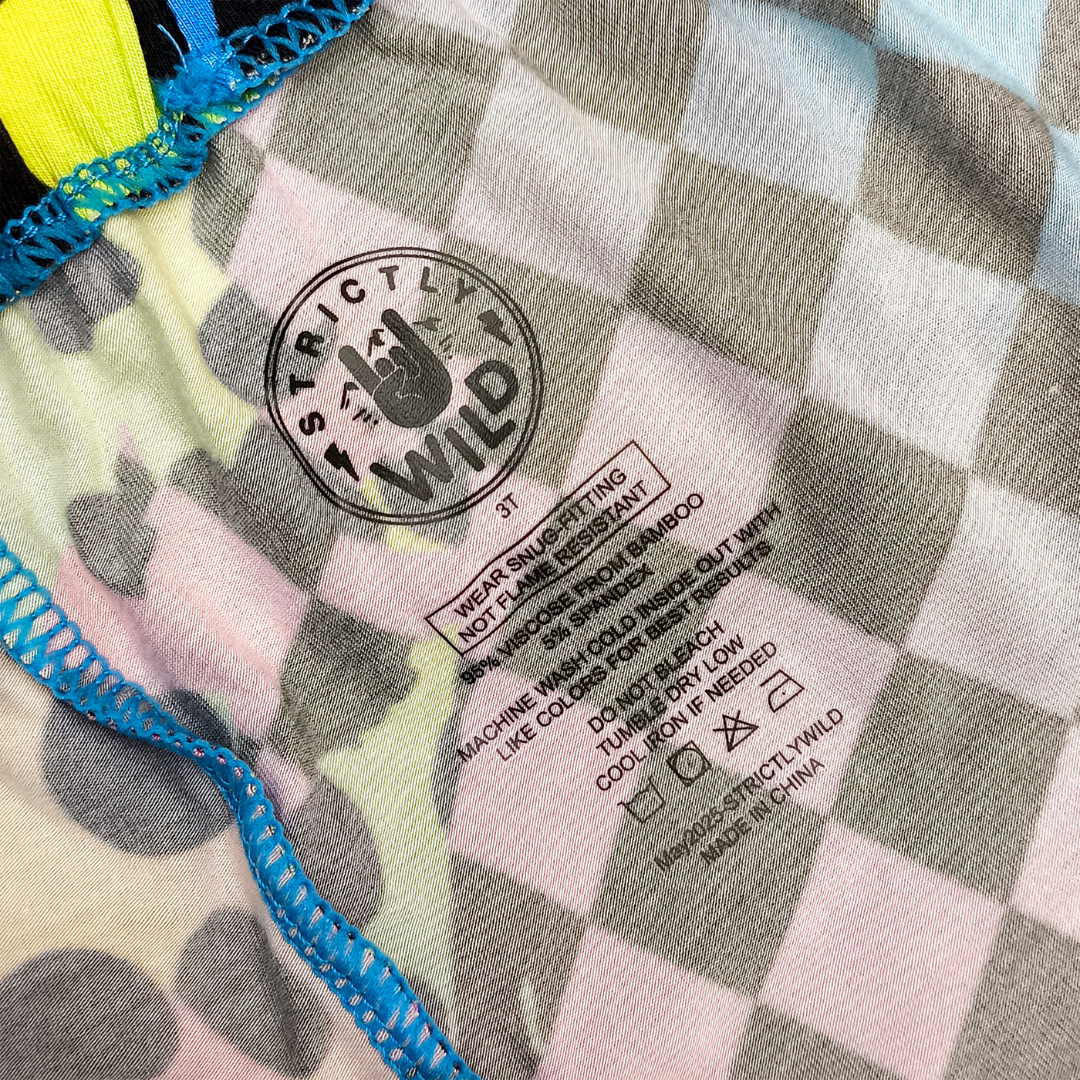 STRICTLY
WILD
3T
WEAR SNUG-FITTING
NOT FLAME RESISTANT
95% VISCOSE FROM BAMBOO
5% SPANDEX
MACHINE WASH COLD INSIDE OUT WITH
LIKE COLORS FOR BEST RESULTS
DO NOT BLEACH
TUMBLE DRY LOW
COOL IRON IF NEEDED
May2025-STRICTLYWILD
MADE IN CHINA